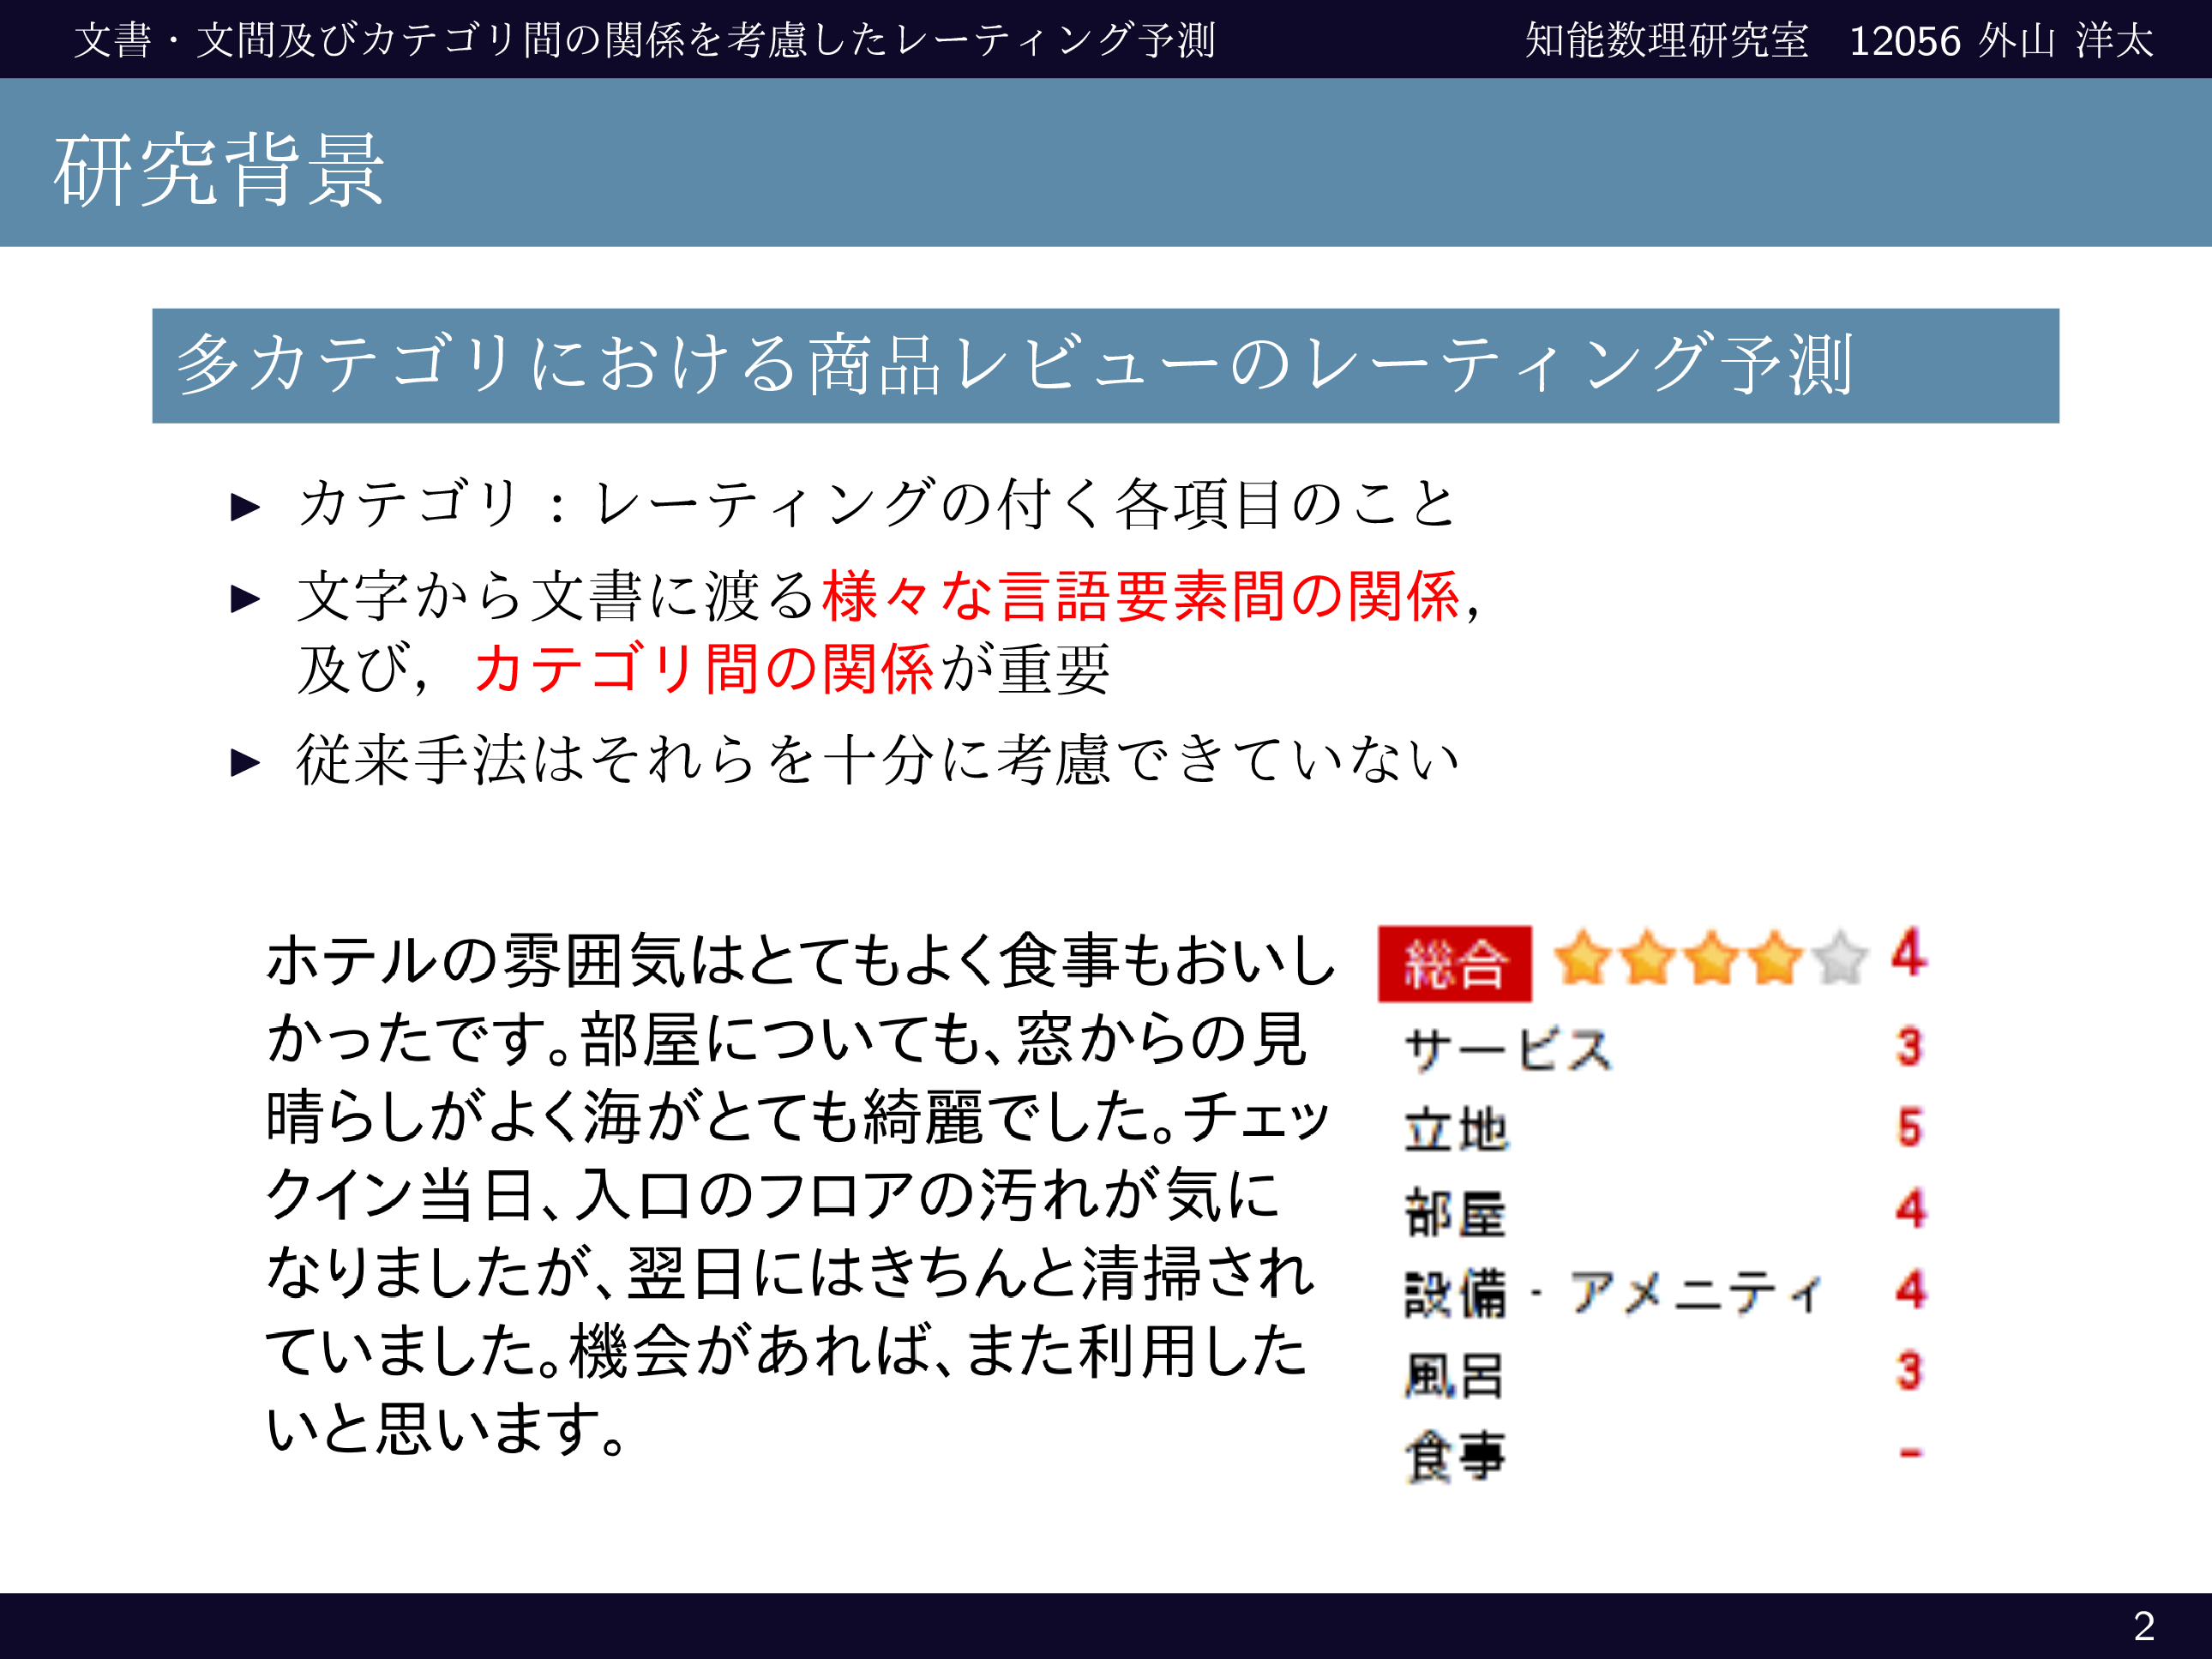 文書・文間及びカテゴリ間の関係を考慮したレーティング予測 知能数理研究室 12056 外山 洋太
研究背景
多カテゴリにおける商品レビューのレーティング予測
カテゴリ：レーティングの付く各項目のこと
文字から文書に渡る様々な言語要素間の関係，
及び，カテゴリ間の関係が重要
従来手法はそれらを十分に考慮できていない
ホテルの雰囲気はとてもよく食事もおいし
かったです。部屋についても、窓からの見
晴らしがよく海がとても綺麗でした。チェッ
クイン当日、入口のフロアの汚れが気に
なりましたが、翌日にはきちんと清掃され
ていました。機会があれば、また利用した
いと思います。
総合 4
サービス 3
立地 5
部屋 4
設備・アメニティ 4
風呂 3
食事 -
2